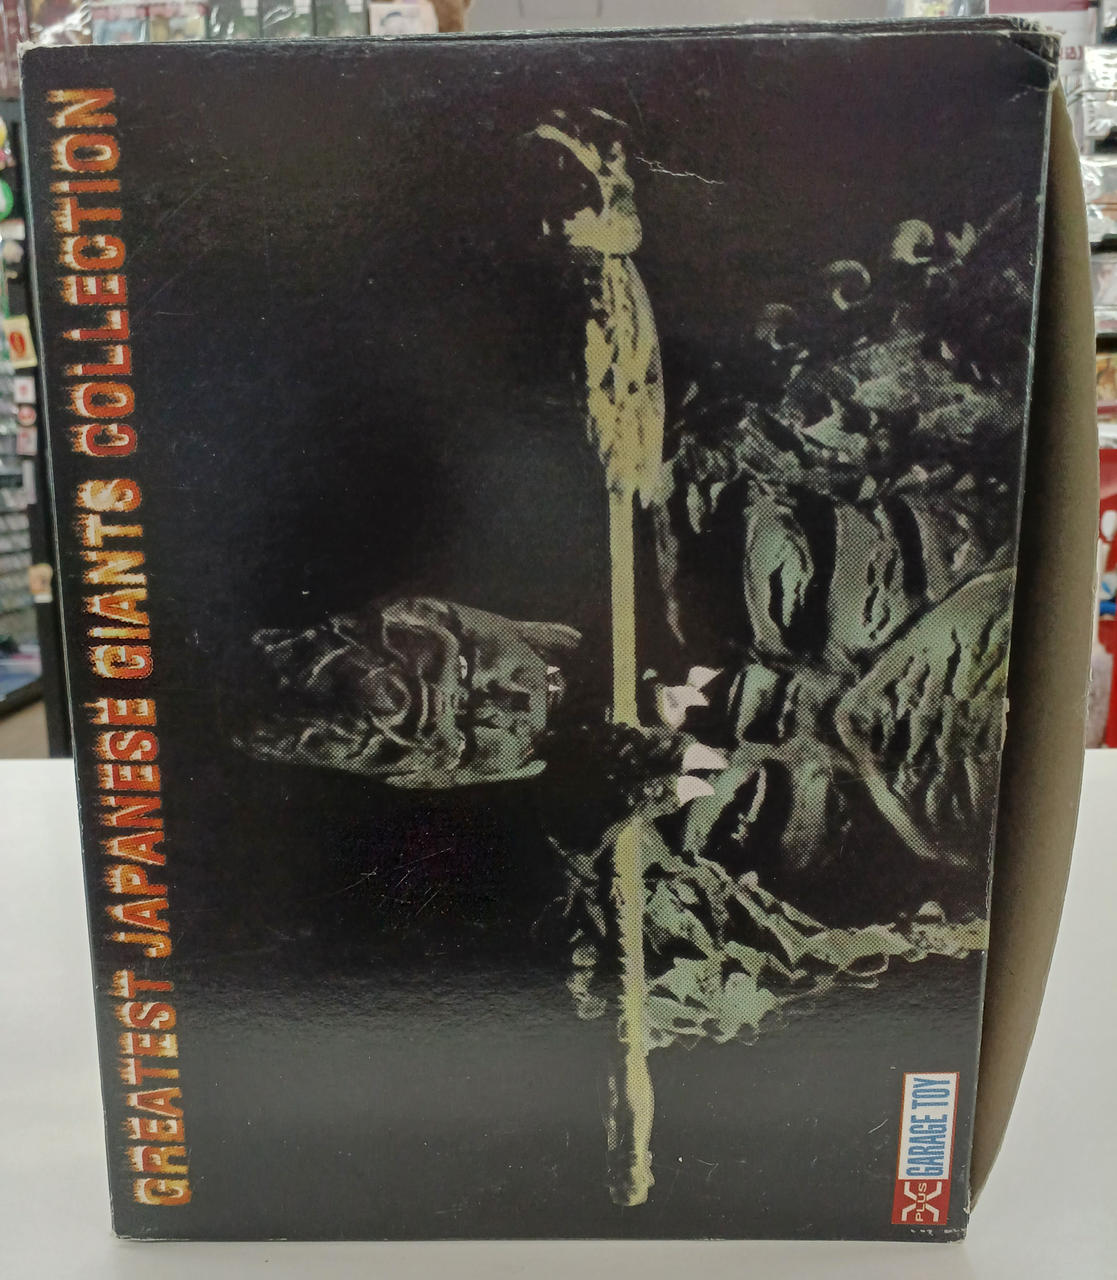 GREATEST JAPANESE GIANTS COLLECTION
X PLUS GARAGE TOY